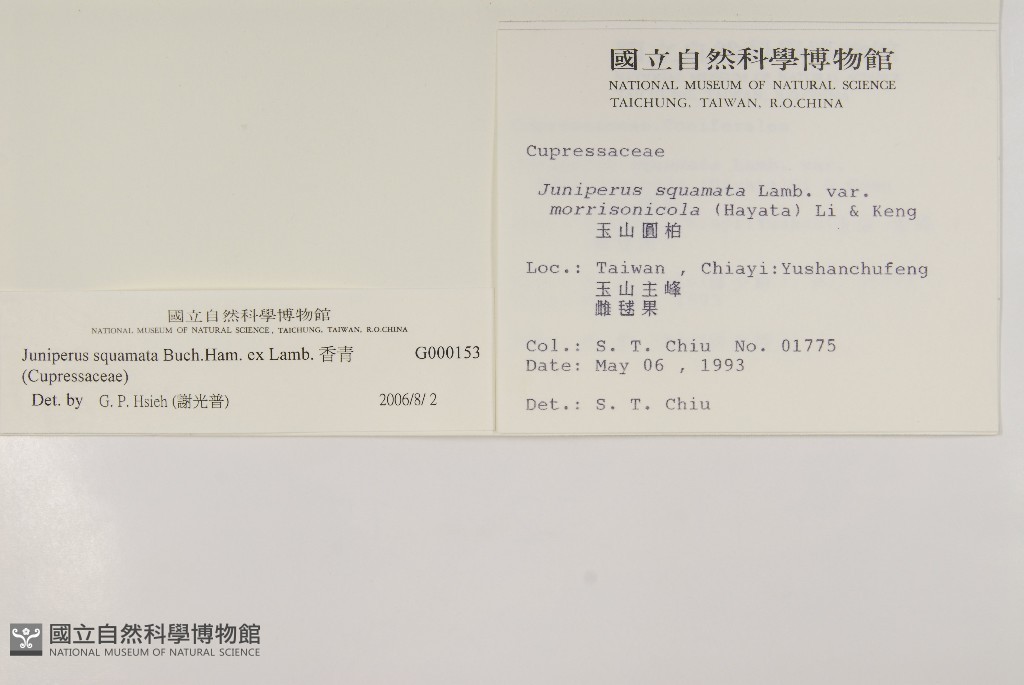 國立自然科學博物館
NATIONAL MUSEUM OF NATURAL SCIENCE
TAICHUNG, TAIWAN, R.O.CHINA
Cupressaceae
Juniperus squamata Lamb. var.
morrisonicola (Hayata) Li & Keng
玉山圓柏
Loc.: Taiwan , Chiayi:Yushanchufeng
玉山主峰
雌毬果
Col.: S. T. Chiu No. 01775
Date: May 06 , 1993
Det.: S. T. Chiu
國立自然科學博物館
NATIONAL MUSEUM OF NATURAL SCIENCE, TAICHUNG, TAIWAN, R.O.CHINA
Juniperus squamata Buch.Ham. ex Lamb. 香青 G000153
(Cupressaceae)
Det. by G. P. Hsieh (謝光普) 2006/8/ 2
國立自然科學博物館
NATIONAL MUSEUM OF NATURAL SCIENCE